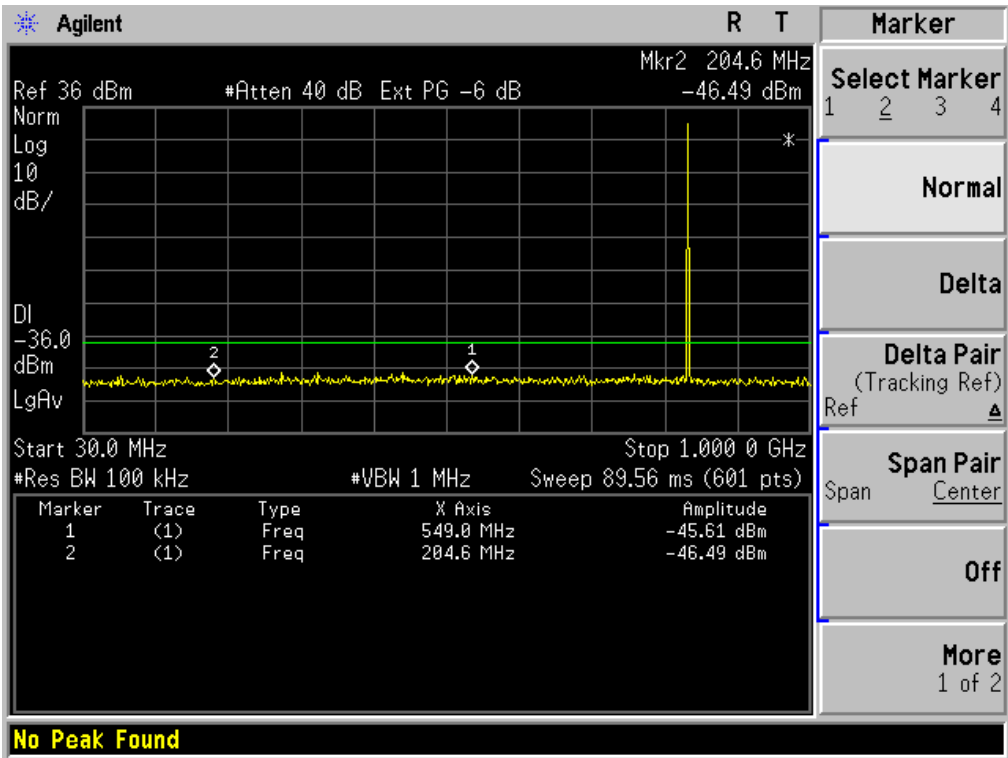 Agilent R T
Mkr2 204.6 MHz
Ref 36 dBm #Atten 40 dB Ext PG -6 dB -46.49 dBm
Norm
Log
10
dB/
DI
-36.0
dBm
LgAv
2
1
*
Start 30.0 MHz Stop 1.000 0 GHz
#Res BW 100 kHz #VBW 1 MHz Sweep 89.56 ms (601 pts)
Marker Trace Type X Axis Amplitude
1 (1) Freq 549.0 MHz -45.61 dBm
2 (1) Freq 204.6 MHz -46.49 dBm
No Peak Found
Marker
Select Marker
1 2 3 4
Normal
Delta
Delta Pair
(Tracking Ref)
Ref Δ
Span Pair
Span Center
Off
More
1 of 2